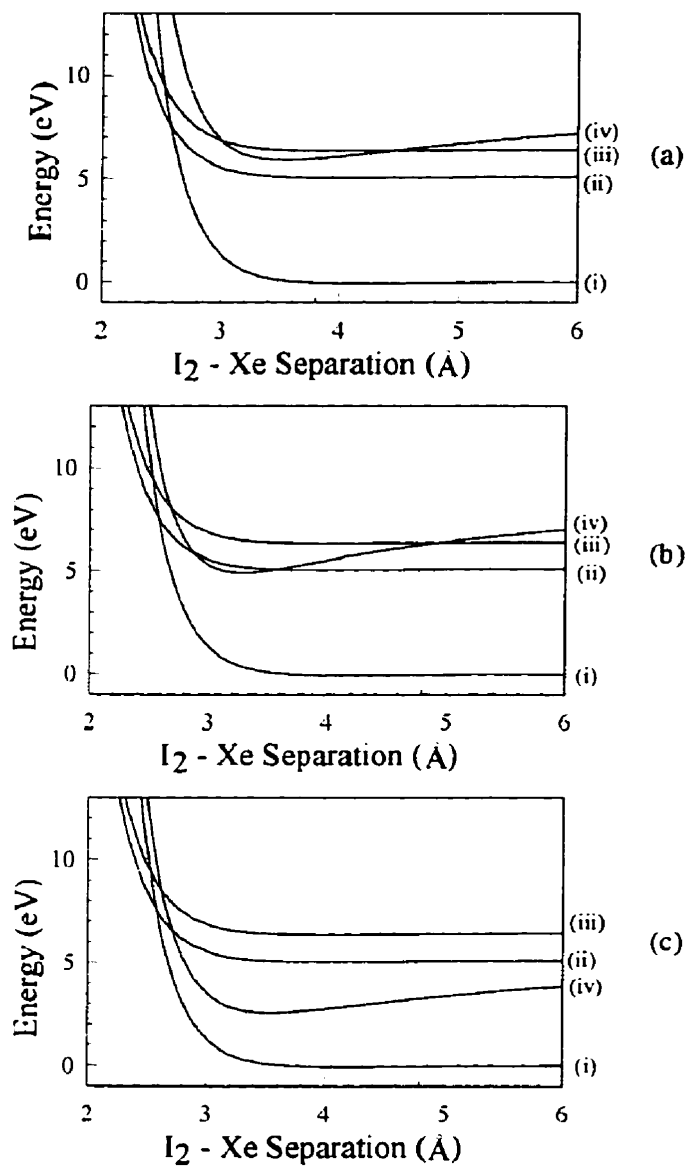 10
5
0
Energy (eV)
(iv)
(iii)
(ii)
(i)
(a)
2 3 4 5 6
I2 - Xe Separation (Å)
10
5
0
Energy (eV)
(iv)
(iii)
(ii)
(i)
(b)
2 3 4 5 6
I2 - Xe Separation (Å)
10
5
0
Energy (eV)
(iii)
(ii)
(iv)
(i)
(c)
2 3 4 5 6
I2 - Xe Separation (Å)